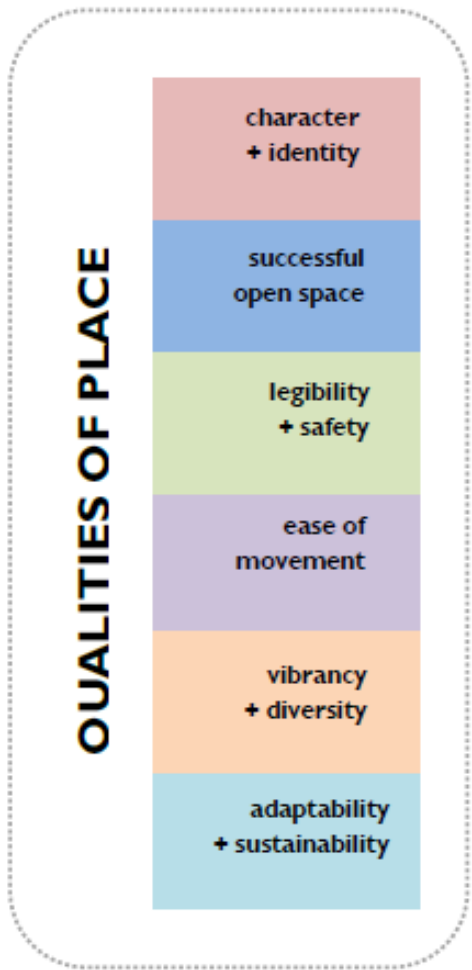 QUALITIES OF PLACE
character
+ identity
successful
open space
legibility
+ safety
ease of
movement
vibrancy
+ diversity
adaptability
+ sustainability